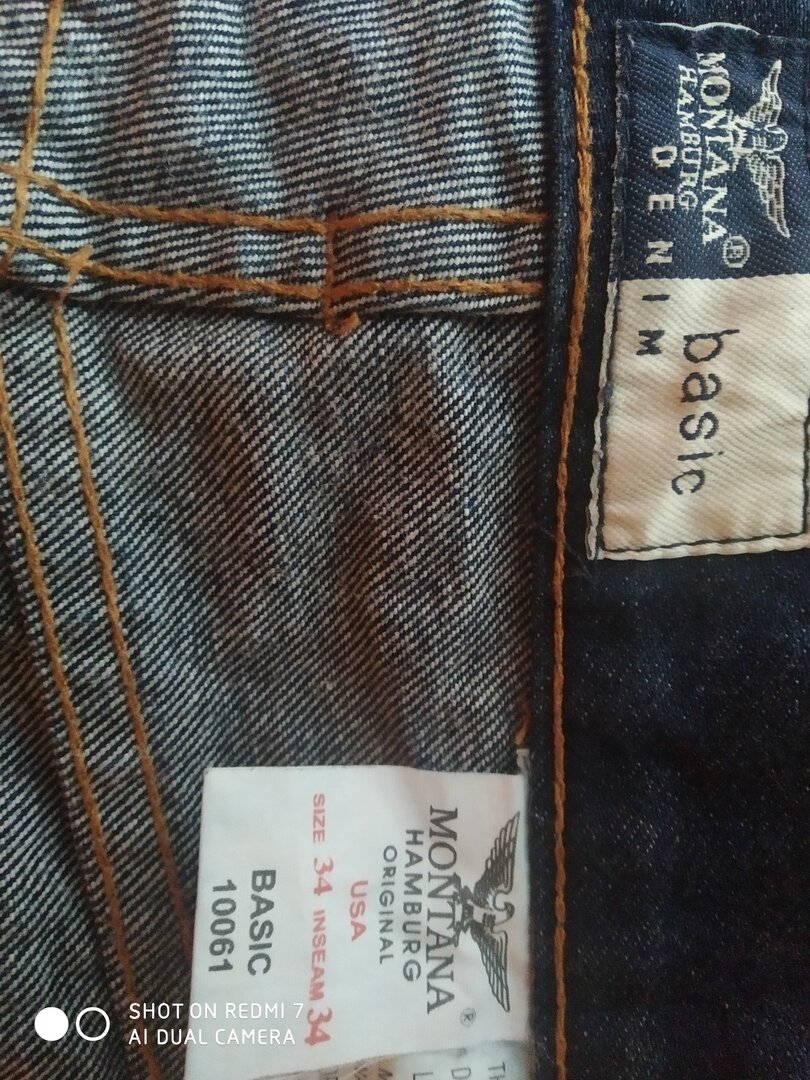 MONTANA®
HAMBURG
DENIM
basic
MONTANA®
HAMBURG
ORIGINAL
USA
SIZE 34 INSEAM 34
BASIC
10061
SHOT ON REDMI 7
AI DUAL CAMERA